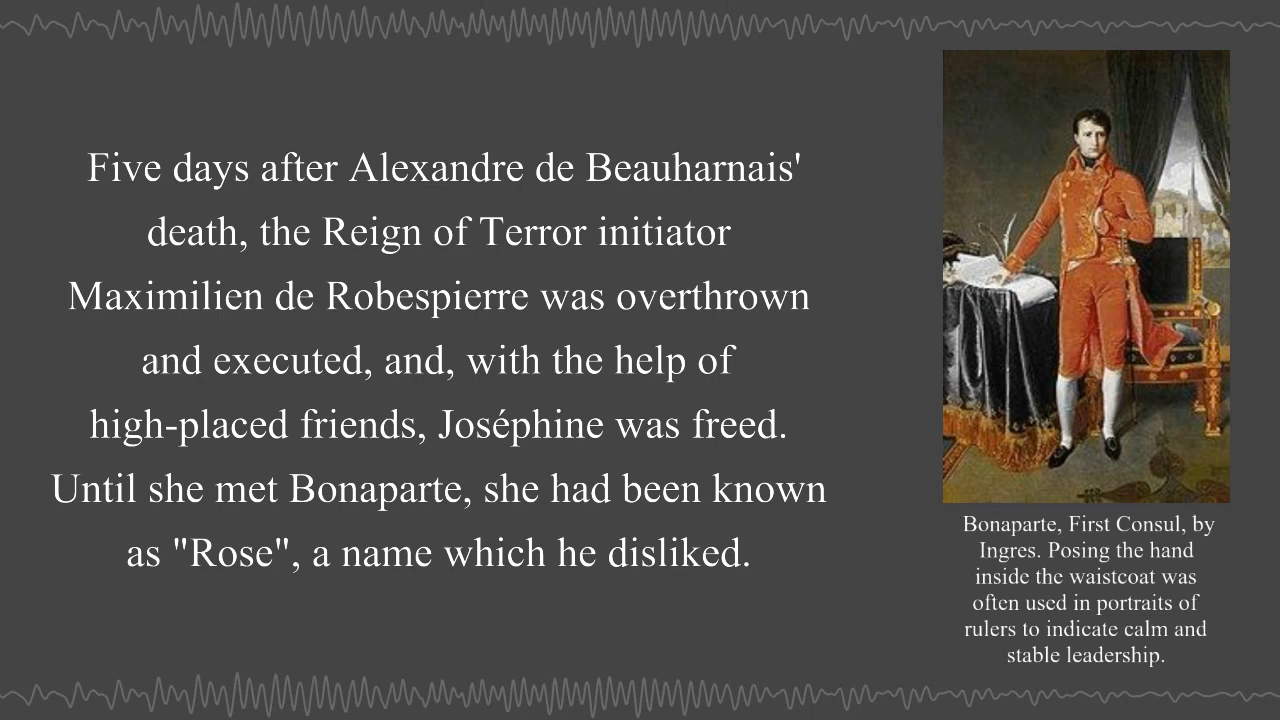 Five days after Alexandre de Beauharnais'
death, the Reign of Terror initiator
Maximilien de Robespierre was overthrown
and executed, and, with the help of
high-placed friends, Joséphine was freed.
Until she met Bonaparte, she had been known
as "Rose", a name which he disliked.
Bonaparte, First Consul, by
Ingres. Posing the hand
inside the waistcoat was
often used in portraits of
rulers to indicate calm and
stable leadership.